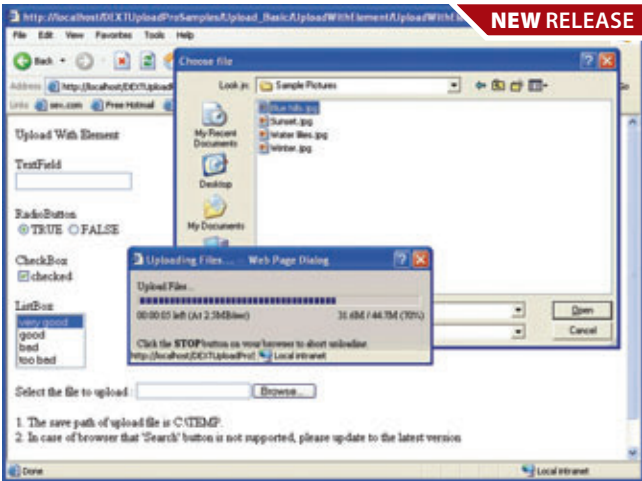 http://localhost/DEXTUploadProSamples/Upload_Basic/UploadWithElement/UploadWithEl
NEW RELEASE
File Edit View Favorites Tools Help
Back
Choose file
Address http://localhost/DEXTUpload
Look in: Sample Pictures
Links msn.com Free Hotmail
Blue hills.jpg
Sunset.jpg
Water lilies.jpg
Winter.jpg
My Recent
Documents
Desktop
My Documents
Upload With Element
TextField
RadioButton
TRUE FALSE
CheckBox
checked
ListBox
very good
good
bad
too bad
Uploading Files... -- Web Page Dialog
Upload Files...
00:00:05 left (At 2.5MB/sec) 31.6M / 44.7M (70%)
Click the STOP button on your browser to abort uploading
http://localhost/DEXTUploadPro Local intranet
Open
Cancel
Select the file to upload : Browse...
1. The save path of upload file is C:\TEMP.
2. In case of browser that 'Search' button is not supported, please update to the latest version
Done Local intranet